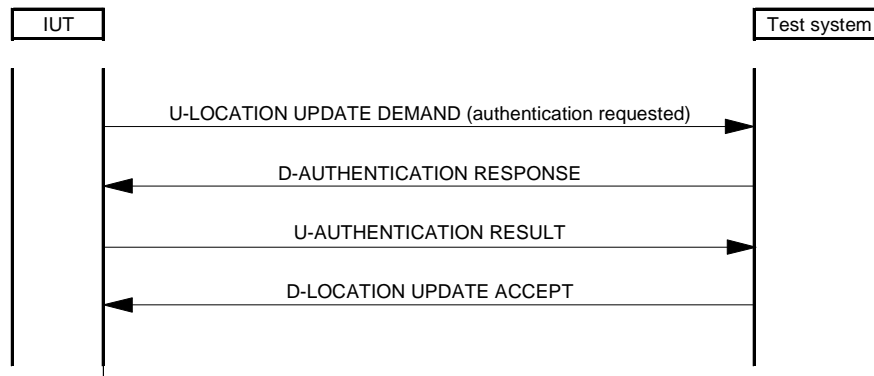 IUT
Test system
U-LOCATION UPDATE DEMAND (authentication requested)
D-AUTHENTICATION RESPONSE
U-AUTHENTICATION RESULT
D-LOCATION UPDATE ACCEPT